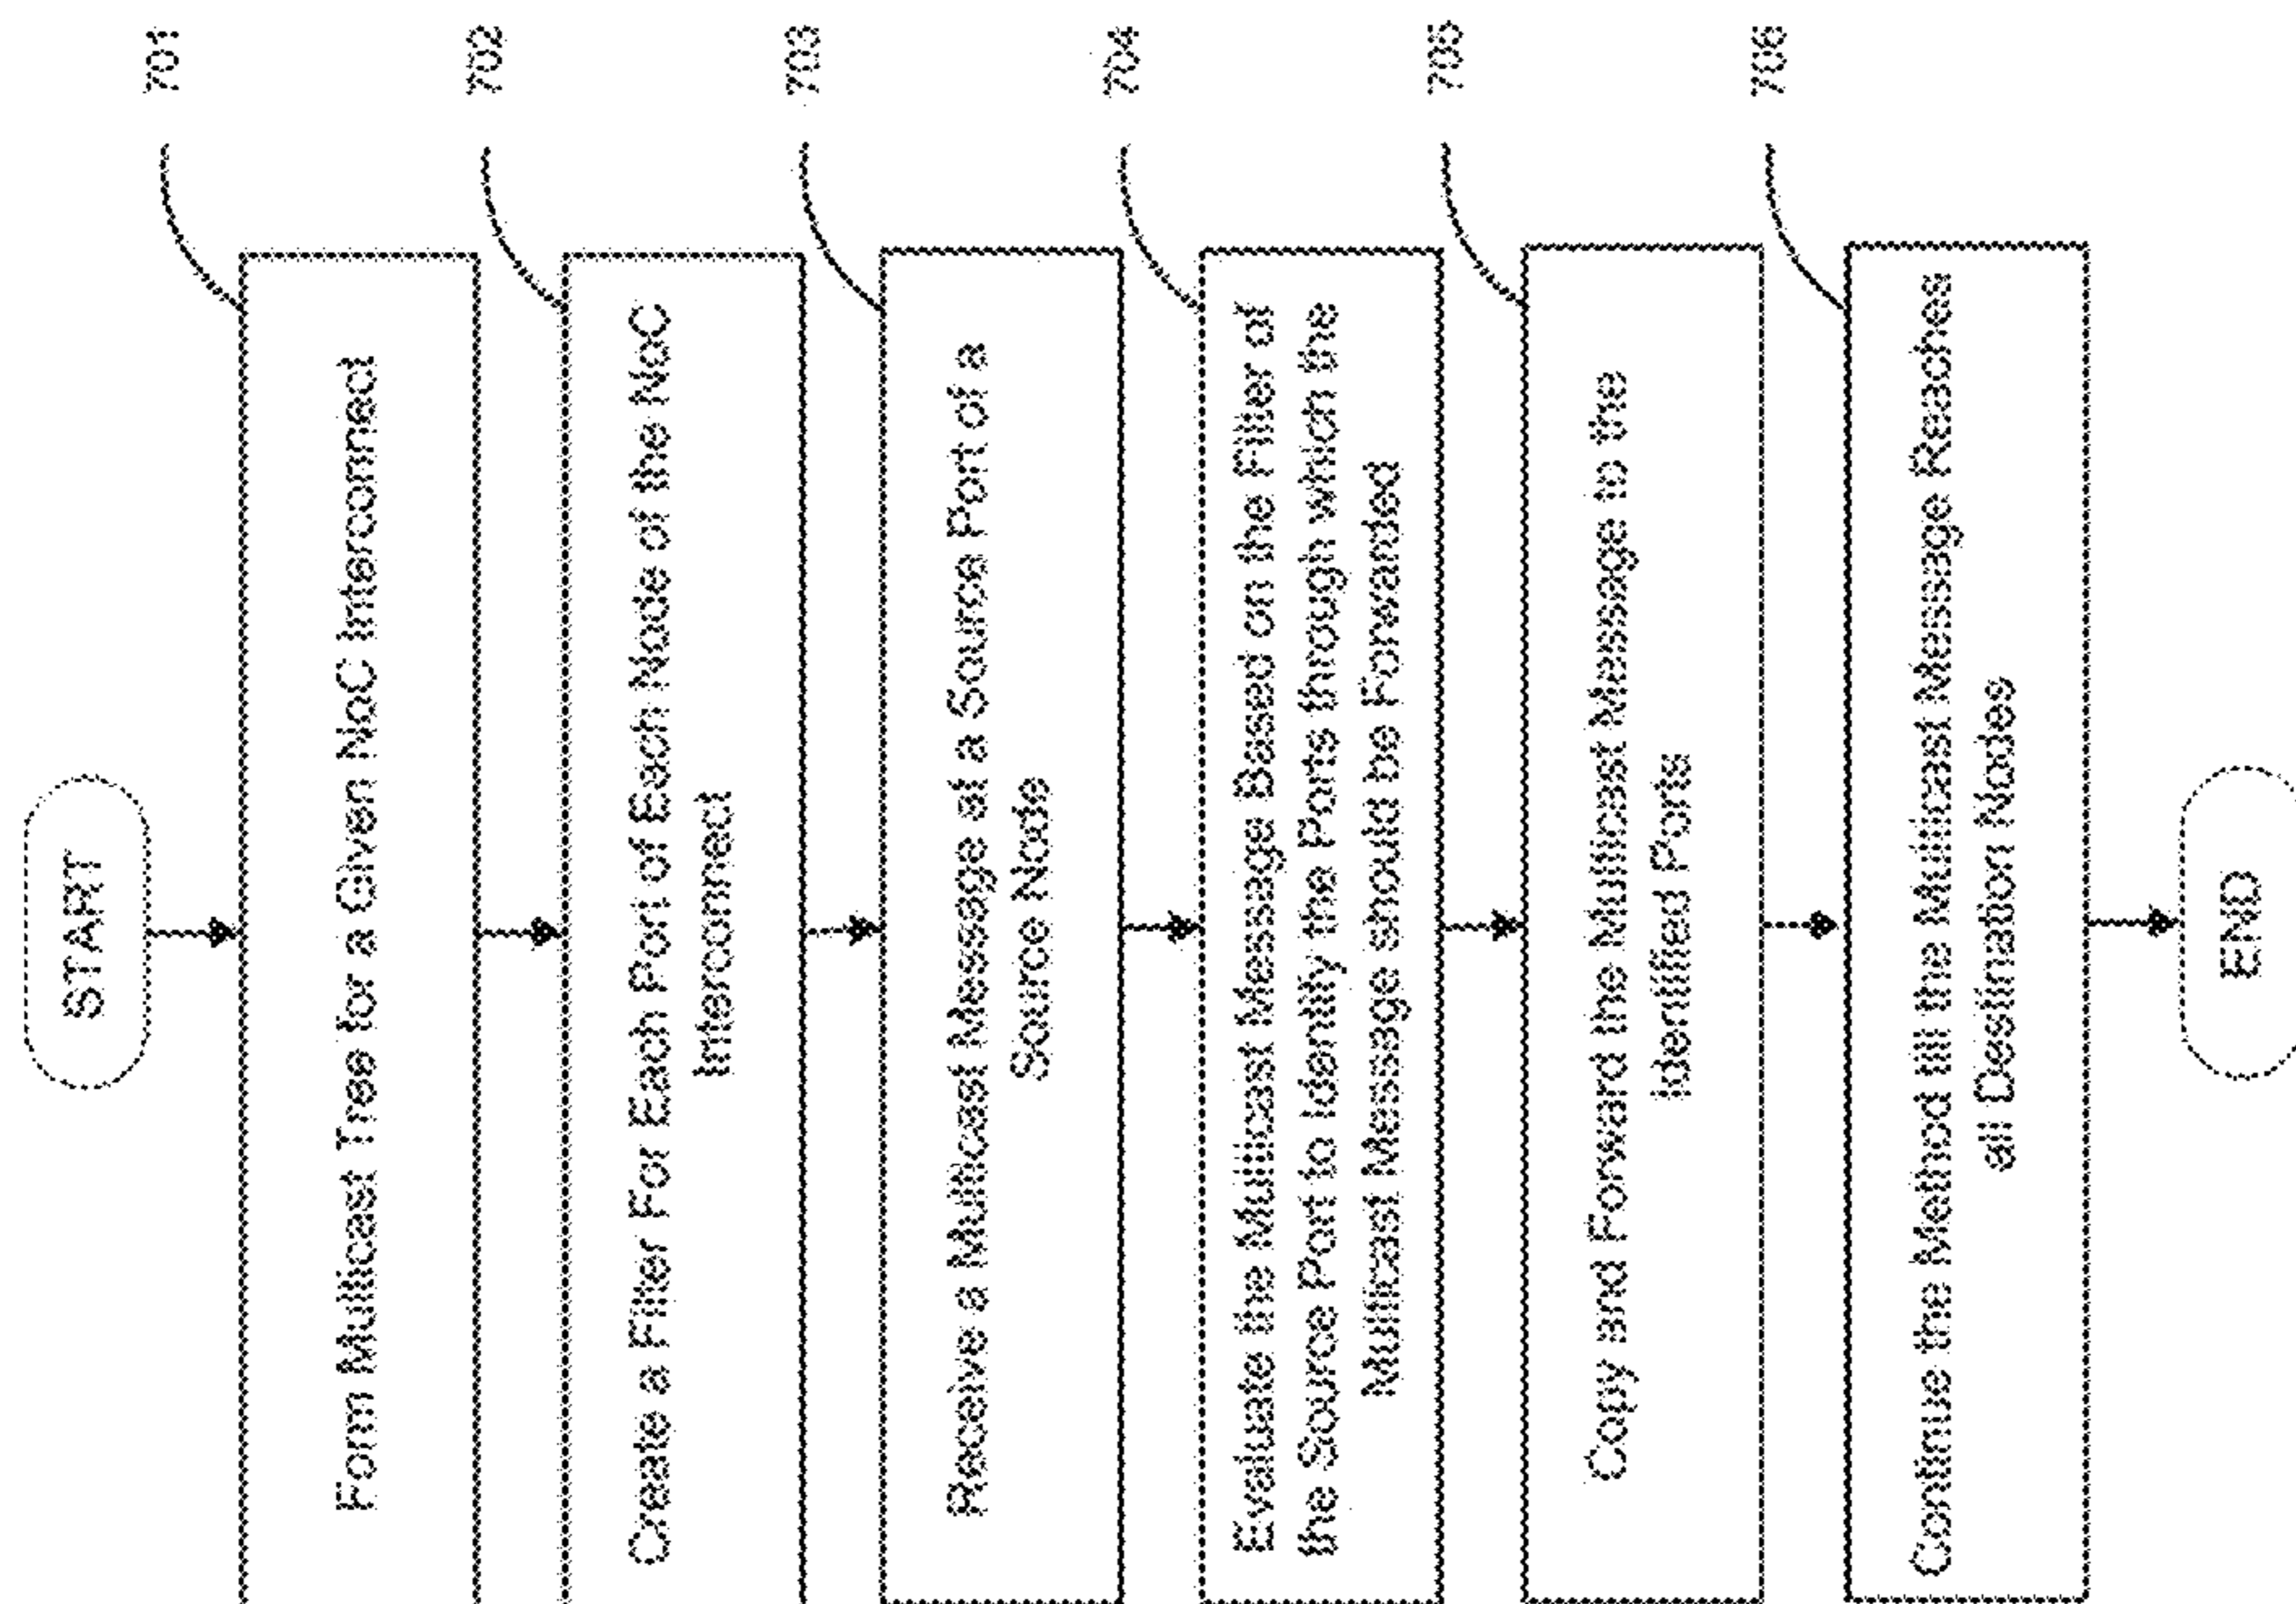 START
701
Form Multicast Tree for a Given NoC Interconnect
702
Create a Filter For Each Port of Each Node of the NoC
Interconnect
703
Receive a Multicast Message at a Source Port of a
Source Node
704
Evaluate the Multicast Message Based on the Filter of
the Source Port to Identity the Ports through which the
Multicast Message should be Forwarded
705
Copy and Forward the Multicast Message to the
Identified Ports
706
Continue the Method till the Multicast Message Reaches
all Destination Nodes
END